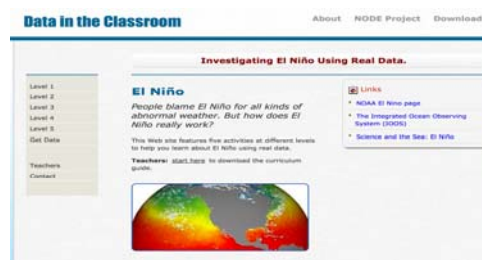 Data in the Classroom
About NODE Project Download
Investigating El Niño Using Real Data.
Level 1
Level 2
Level 3
Level 4
Level 5
Get Data
Teachers
Contact
El Niño
People blame El Niño for all kinds of
abnormal weather. But how does El
Niño really work?
This Web site features five activities at different levels
to help you learn about El Niño using real data.
Teachers: start here to download the curriculum
guide.
Links
* NOAA El Nino page
* The Integrated Ocean Observing
System (IOOS)
* Science and the Sea: El Niño